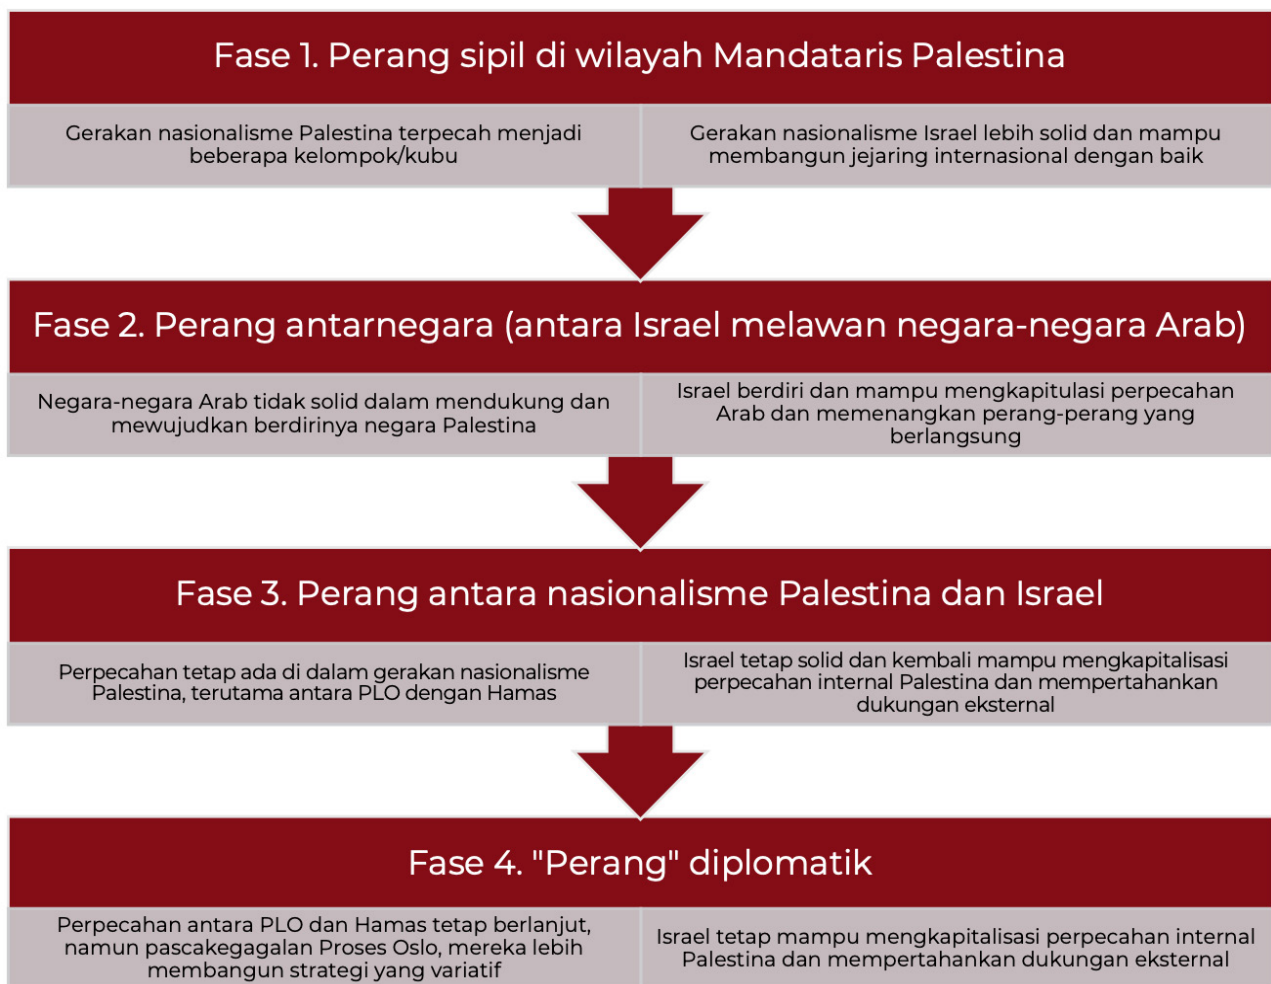 Fase 1. Perang sipil di wilayah Mandataris Palestina
Gerakan nasionalisme Palestina terpecah menjadi
beberapa kelompok/kubu
Gerakan nasionalisme Israel lebih solid dan mampu
membangun jejaring internasional dengan baik
Fase 2. Perang antarnegara (antara Israel melawan negara-negara Arab)
Negara-negara Arab tidak solid dalam mendukung dan
mewujudkan berdirinya negara Palestina
Israel berdiri dan mampu mengkapitulasi perpecahan
Arab dan memenangkan perang-perang yang
berlangsung
Fase 3. Perang antara nasionalisme Palestina dan Israel
Perpecahan tetap ada di dalam gerakan nasionalisme
Palestina, terutama antara PLO dengan Hamas
Israel tetap solid dan kembali mampu mengkapitalisasi
perpecahan internal Palestina dan mempertahankan
dukungan eksternal
Fase 4. "Perang" diplomatik
Perpecahan antara PLO dan Hamas tetap berlanjut,
namun pascakegagalan Proses Oslo, mereka lebih
membangun strategi yang variatif
Israel tetap mampu mengkapitalisasi perpecahan internal
Palestina dan mempertahankan dukungan eksternal